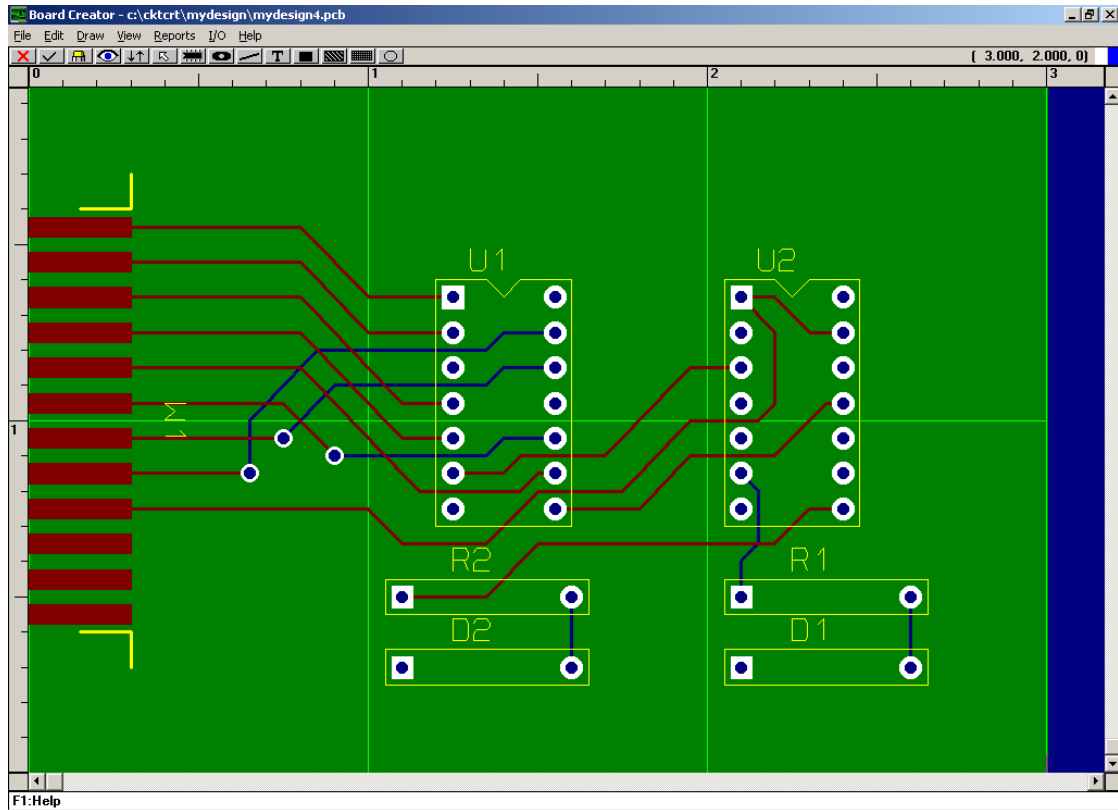 Board Creator - c:\cktcrt\mydesign\mydesign4.pcb
File Edit Draw View Reports I/O Help
T
( 3.000, 2.000, 0)
0 1 2 3
U1 U2
M1
1
R2 R1
D2 D1
F1:Help